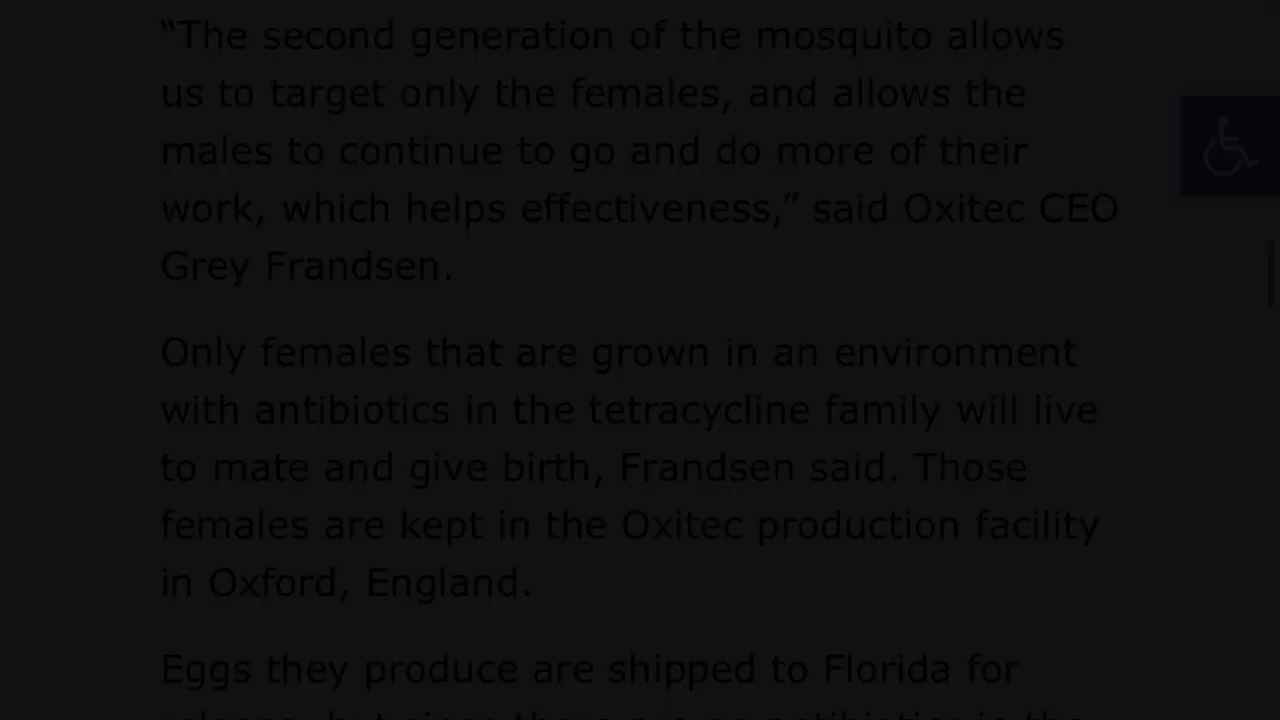 “The second generation of the mosquito allows
us to target only the females, and allows the
males to continue to go and do more of their
work, which helps effectiveness,” said Oxitec CEO
Grey Frandsen.
Only females that are grown in an environment
with antibiotics in the tetracycline family will live
to mate and give birth, Frandsen said. Those
females are kept in the Oxitec production facility
in Oxford, England.
Eggs they produce are shipped to Florida for